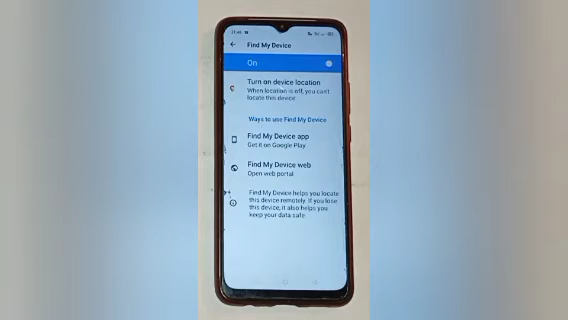 Find My Device
On
Turn on device location
When location is off, you can't
locate this device
Ways to use Find My Device
Find My Device app
Get it on Google Play
Find My Device web
Open web portal
Find My Device helps you locate
this device remotely. If you lose
this device, it also helps you
keep your data safe.